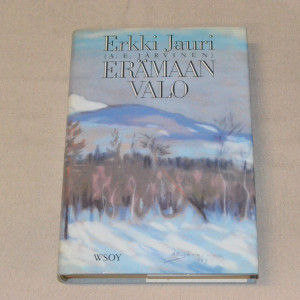 Erkki Jauri
(A. E. JÄRVINEN)
ERÄMAAN
VALO
WSOY